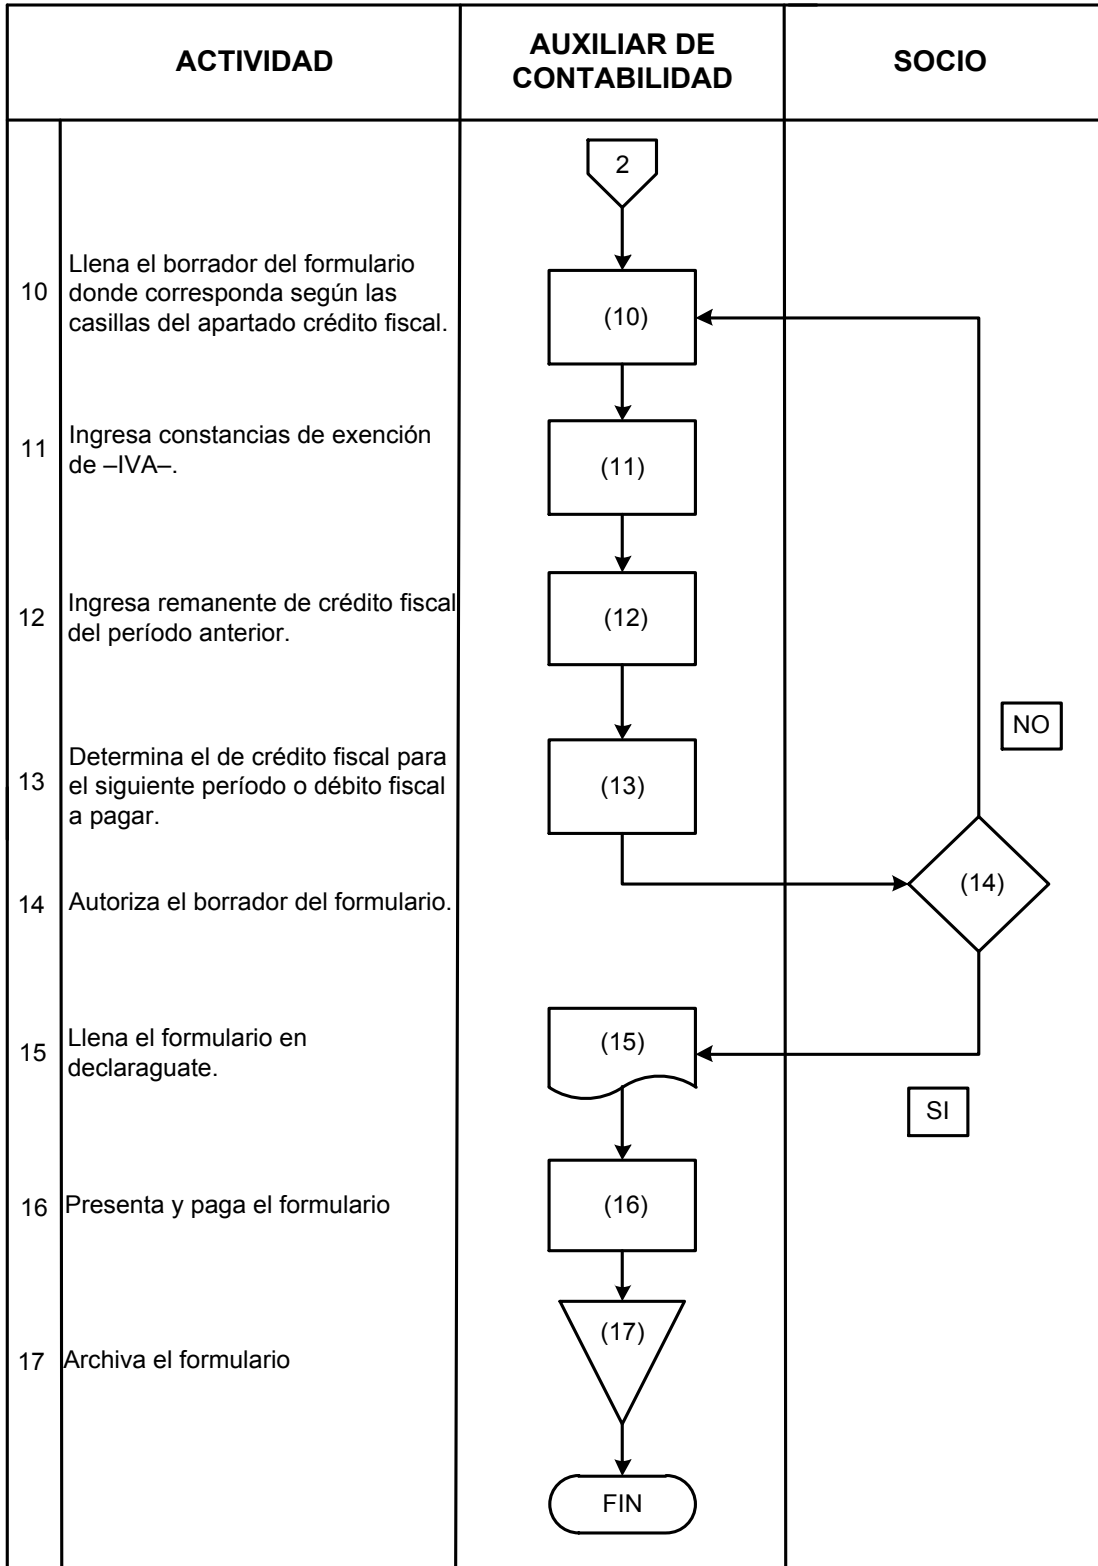 ACTIVIDAD
AUXILIAR DE
CONTABILIDAD
SOCIO
2
10
Llena el borrador del formulario
donde corresponda según las
casillas del apartado crédito fiscal.
(10)
11
Ingresa constancias de exención
de –IVA–.
(11)
12
Ingresa remanente de crédito fiscal
del período anterior.
(12)
NO
13
Determina el de crédito fiscal para
el siguiente período o débito fiscal
a pagar.
(13)
14
Autoriza el borrador del formulario.
(14)
15
Llena el formulario en
declaraguate.
(15)
SI
16
Presenta y paga el formulario
(16)
17
Archiva el formulario
(17)
FIN